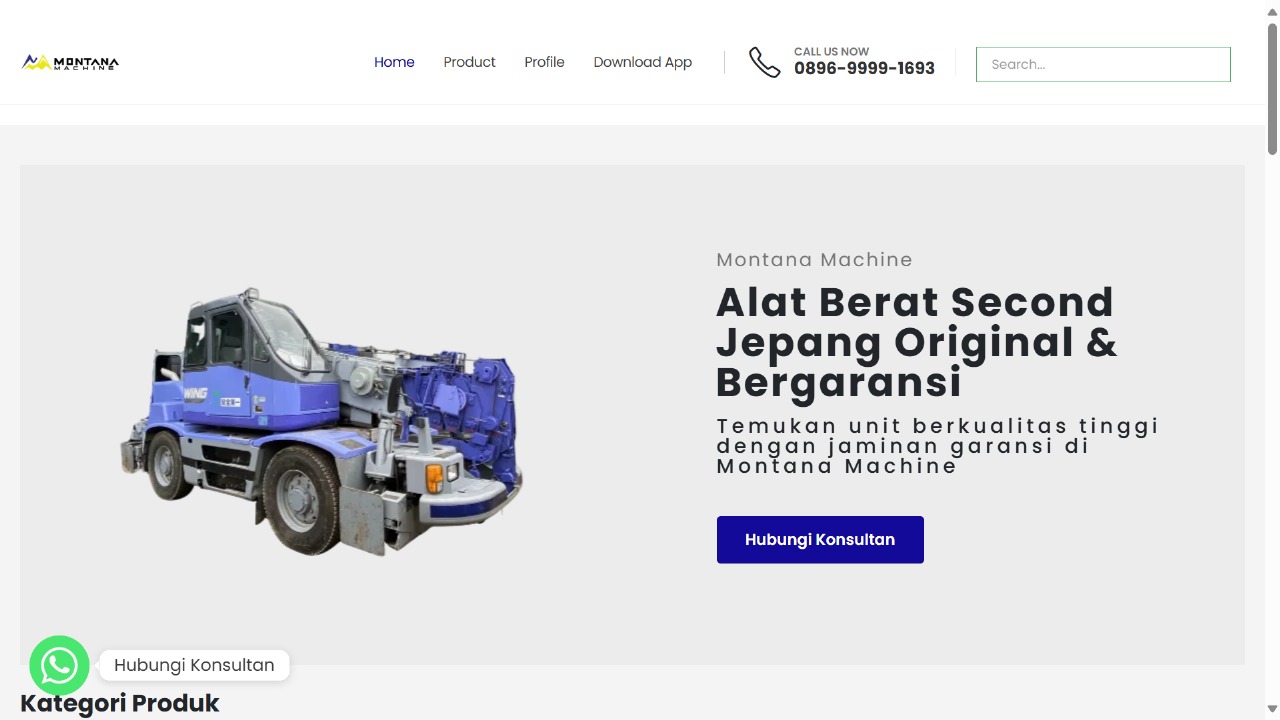 MONTANA
MACHINE
Home
Product
Profile
Download App
CALL US NOW
0896-9999-1693
Search...
WING
Montana Machine
Alat Berat Second
Jepang Original &
Bergaransi
Temukan unit berkualitas tinggi
dengan jaminan garansi di
Montana Machine
Hubungi Konsultan
Hubungi Konsultan
Kategori Produk